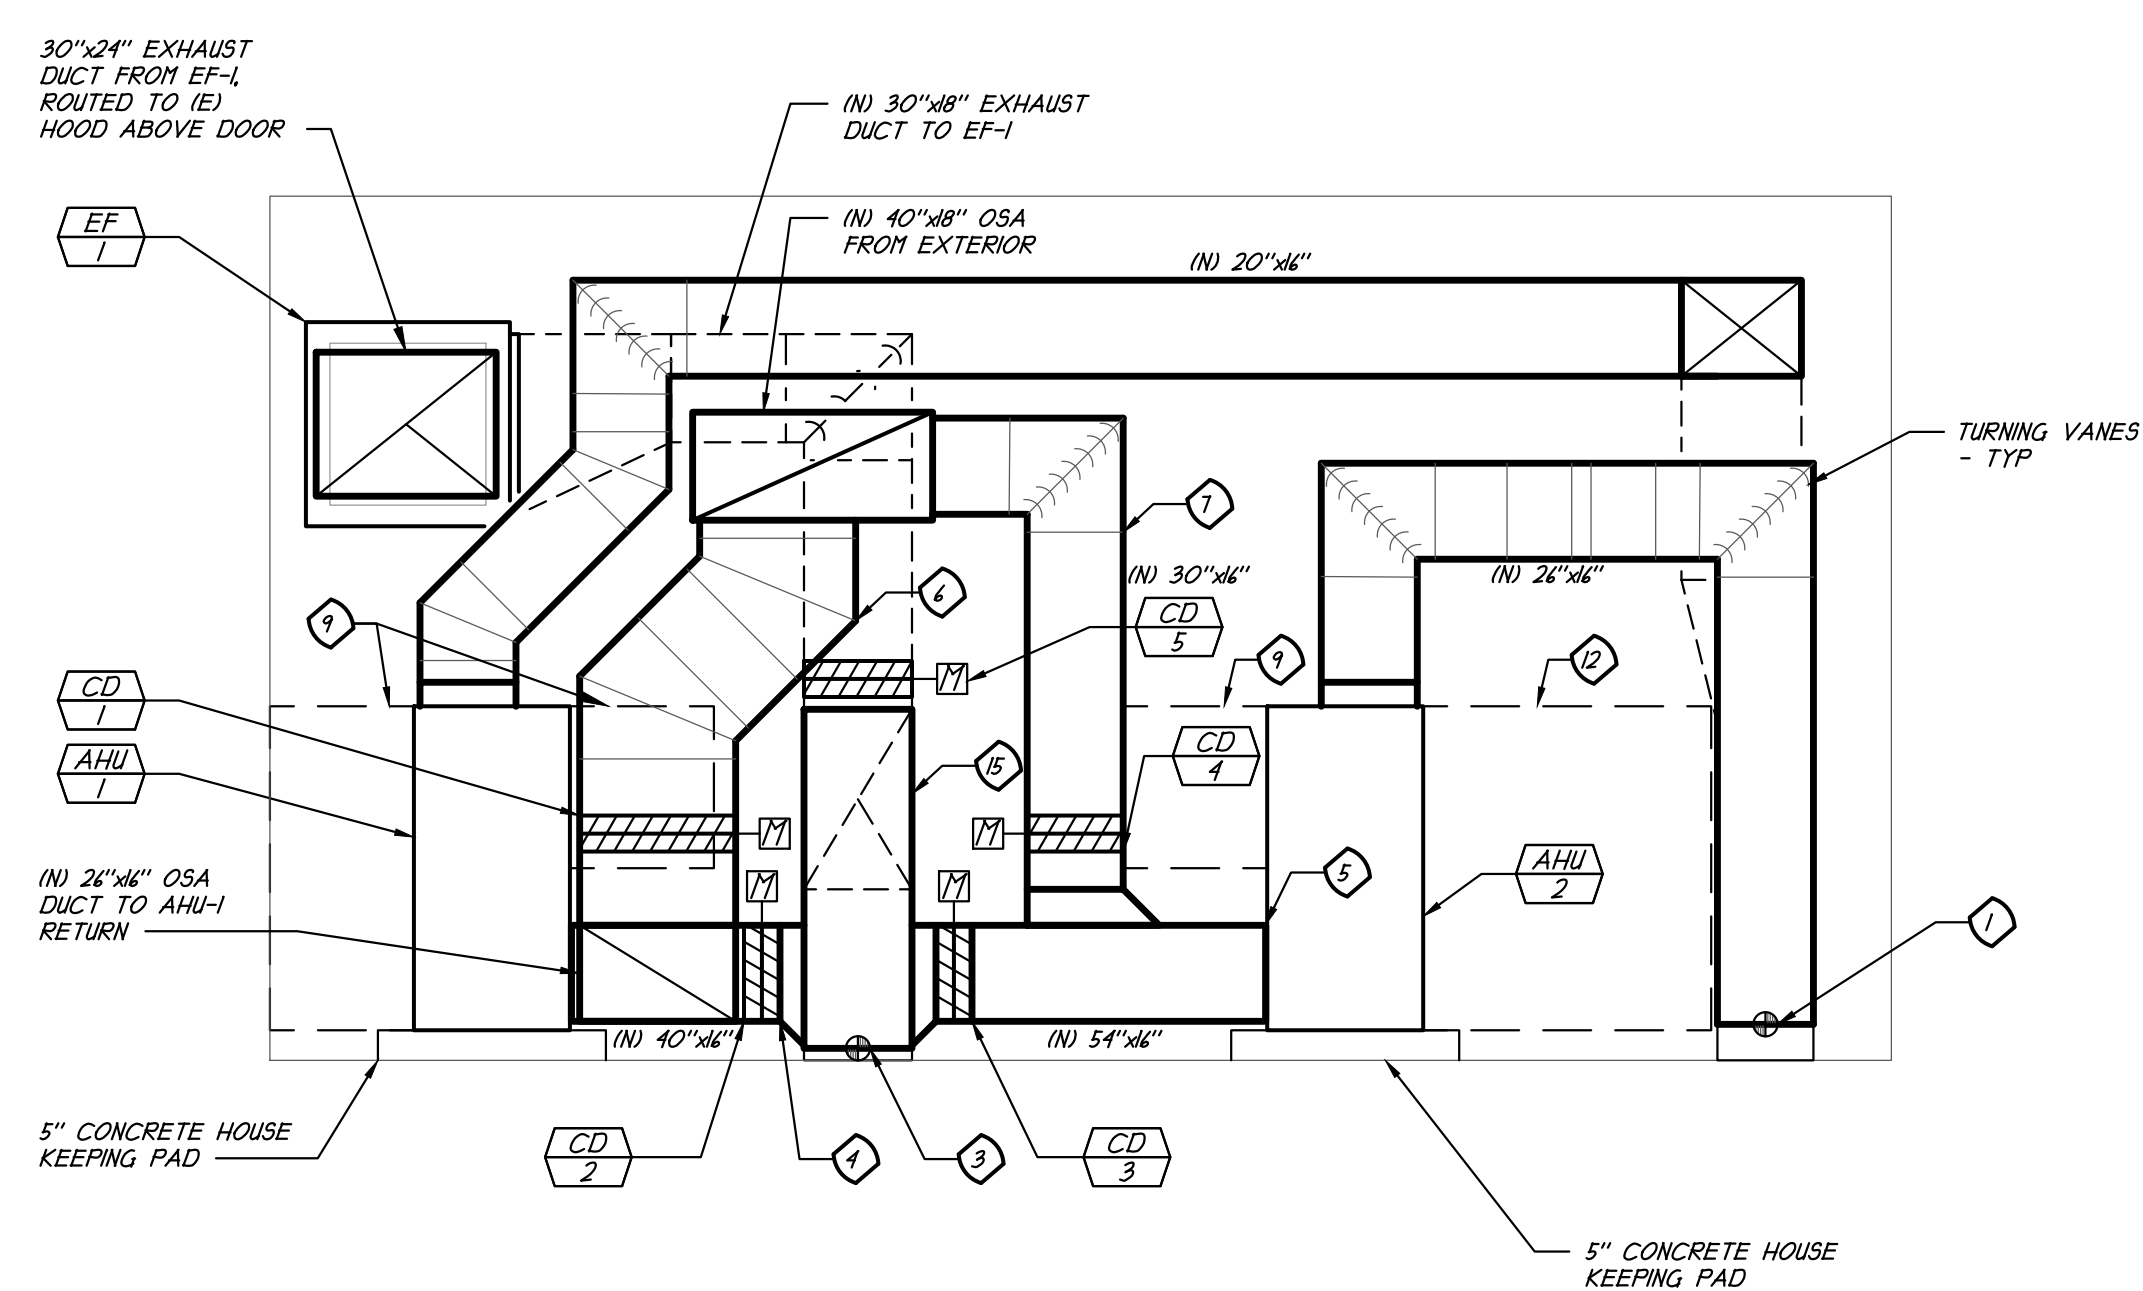 30"x24" EXHAUST
DUCT FROM EF-1,
ROUTED TO (E)
HOOD ABOVE DOOR
(N) 30"x18" EXHAUST
DUCT TO EF-1
EF
1
(N) 40"x18" OSA
FROM EXTERIOR
(N) 20"x16"
TURNING VANES
- TYP
7
(N) 30"x16"
(N) 26"x16"
6
9
CD
5
9
12
M
CD
1
AHU
1
15
CD
4
M
M
M
M
AHU
2
5
(N) 26"x16" OSA
DUCT TO AHU-1
RETURN
1
(N) 40"x16"
(N) 54"x16"
5" CONCRETE HOUSE
KEEPING PAD
CD
2
4
3
CD
3
5" CONCRETE HOUSE
KEEPING PAD